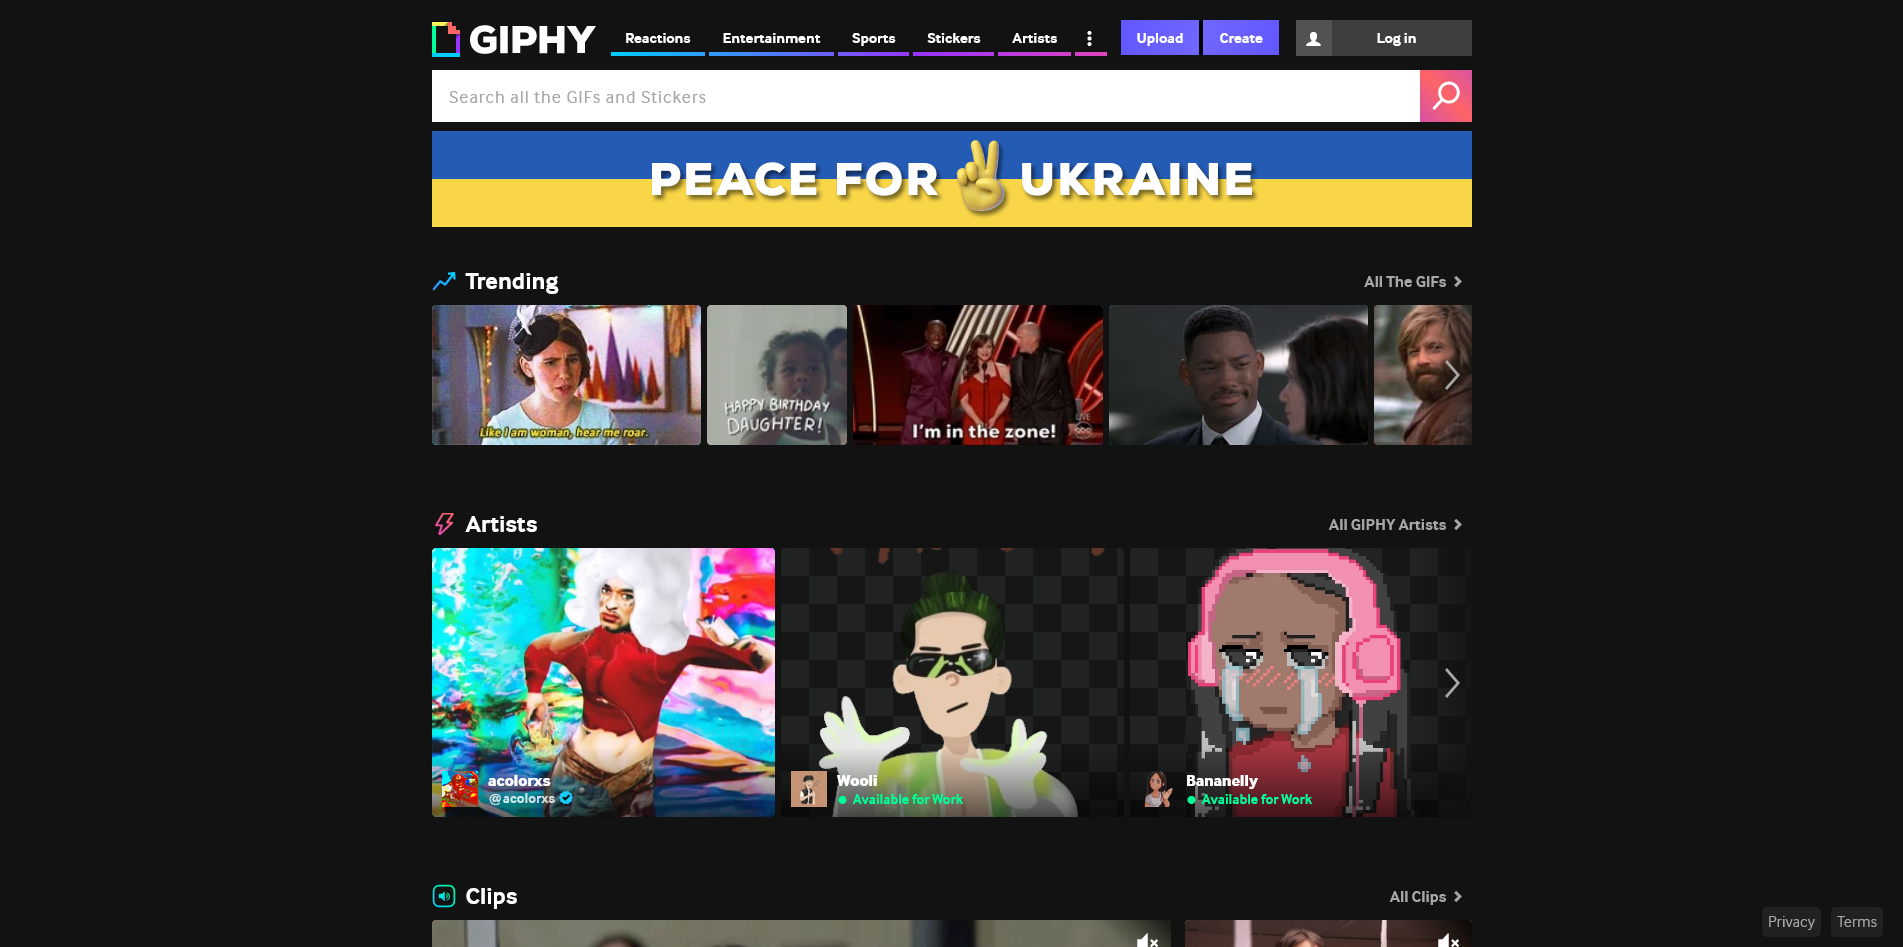 GIPHY
Reactions
Entertainment
Sports
Stickers
Artists
Upload
Create
Log in
Search all the GIFs and Stickers
PEACE FOR ✌ UKRAINE
Trending
All The GIFs
Like I am woman, hear me roar.
HAPPY BIRTHDAY
DAUGHTER!
LIVE
abc
I'm in the zone!
Artists
All GIPHY Artists
acolorxs
@acolorxs
Wooli
Available for Work
Bananelly
Available for Work
Clips
All Clips
Privacy
Terms